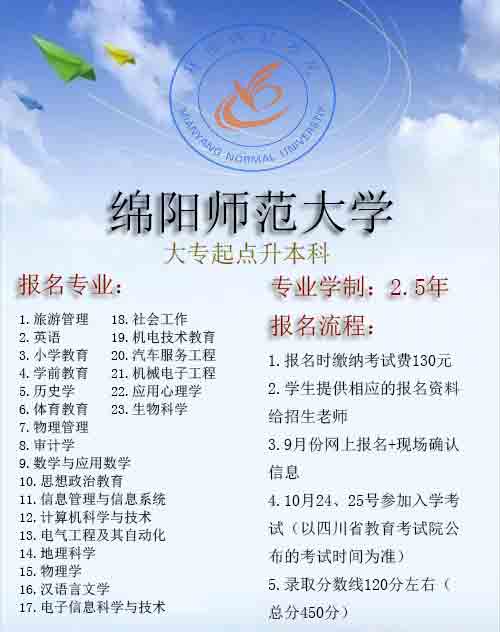 绵阳师范学院
MIANYANG NORMAL UNIVERSITY
绵阳师范大学
大专起点升本科
报名专业：
1.旅游管理
2.英语
3.小学教育
4.学前教育
5.历史学
6.体育教育
7.物理管理
8.审计学
9.数学与应用数学
10.思想政治教育
11.信息管理与信息系统
12.计算机科学与技术
13.电气工程及其自动化
14.地理科学
15.物理学
16.汉语言文学
17.电子信息科学与技术
18.社会工作
19.机电技术教育
20.汽车服务工程
21.机械电子工程
22.应用心理学
23.生物科学
专业学制：2.5年
报名流程：
1.报名时缴纳考试费130元
2.学生提供相应的报名资料
给招生老师
3.9月份网上报名+现场确认
信息
4.10月24、25号参加入学考
试（以四川省教育考试院公
布的考试时间为准）
5.录取分数线120分左右（
总分450分）